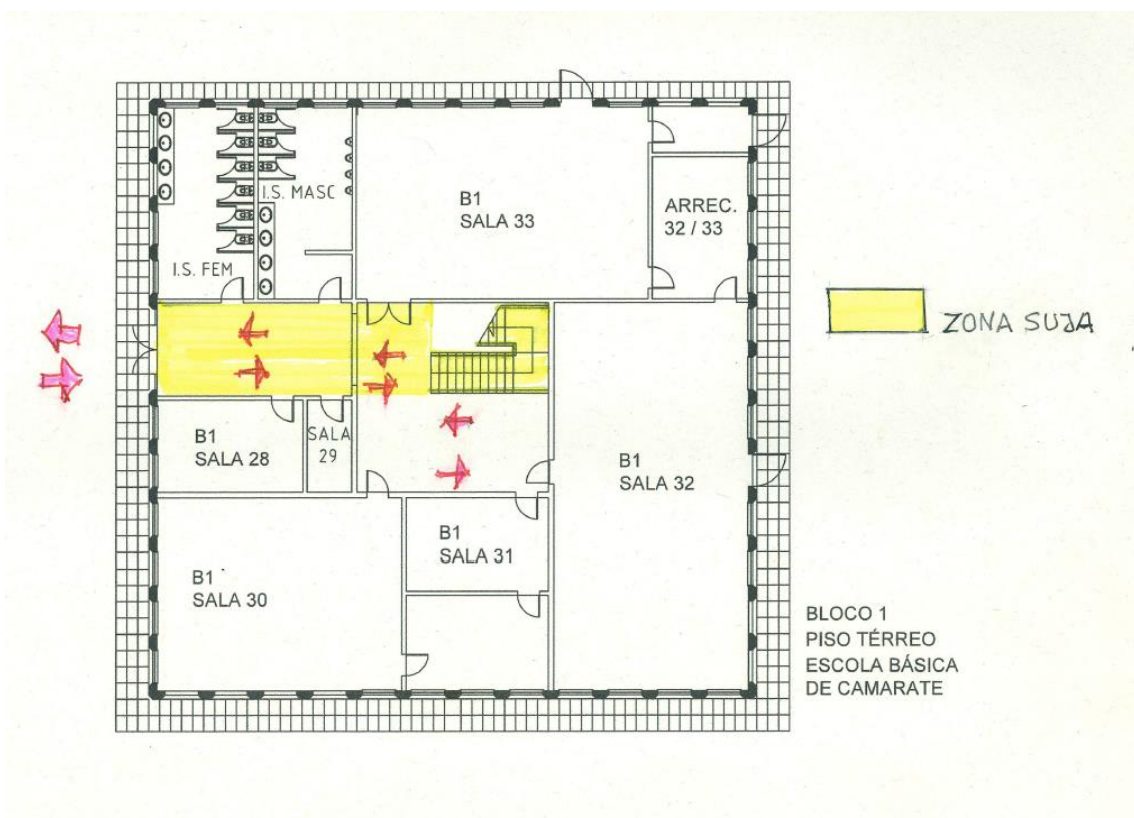 I.S. MASC
I.S. FEM
B1
SALA 33
ARREC.
32 / 33
ZONA SUJA
B1
SALA 28
SALA
29
B1
SALA 32
B1
SALA 31
B1
SALA 30
BLOCO 1
PISO TÉRREO
ESCOLA BÁSICA
DE CAMARATE